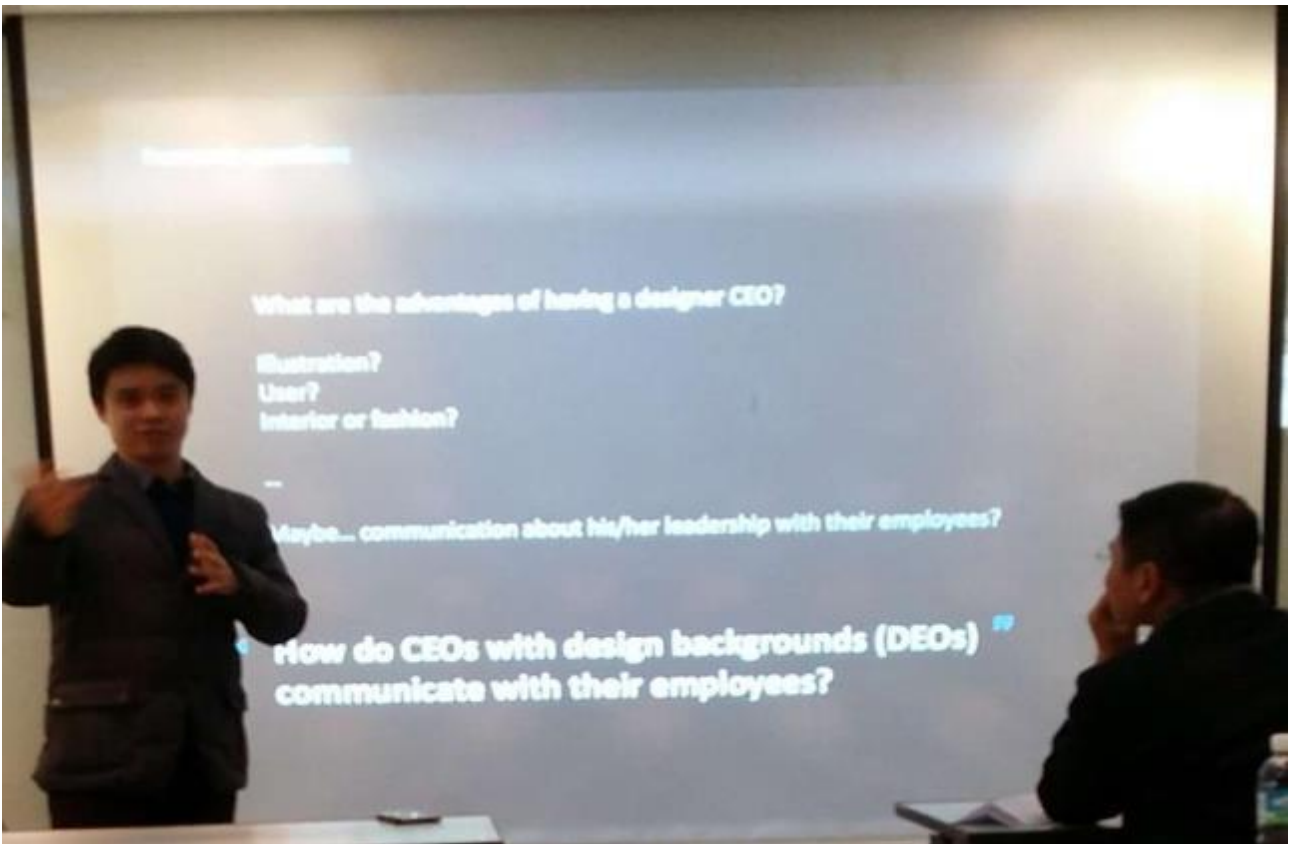 What are the advantages of having a designer CEO?
Illustration?
User?
Interior or fashion?
...
Maybe... communication about his/her leadership with their employees?
How do CEOs with design backgrounds (DEOs) ”
communicate with their employees?